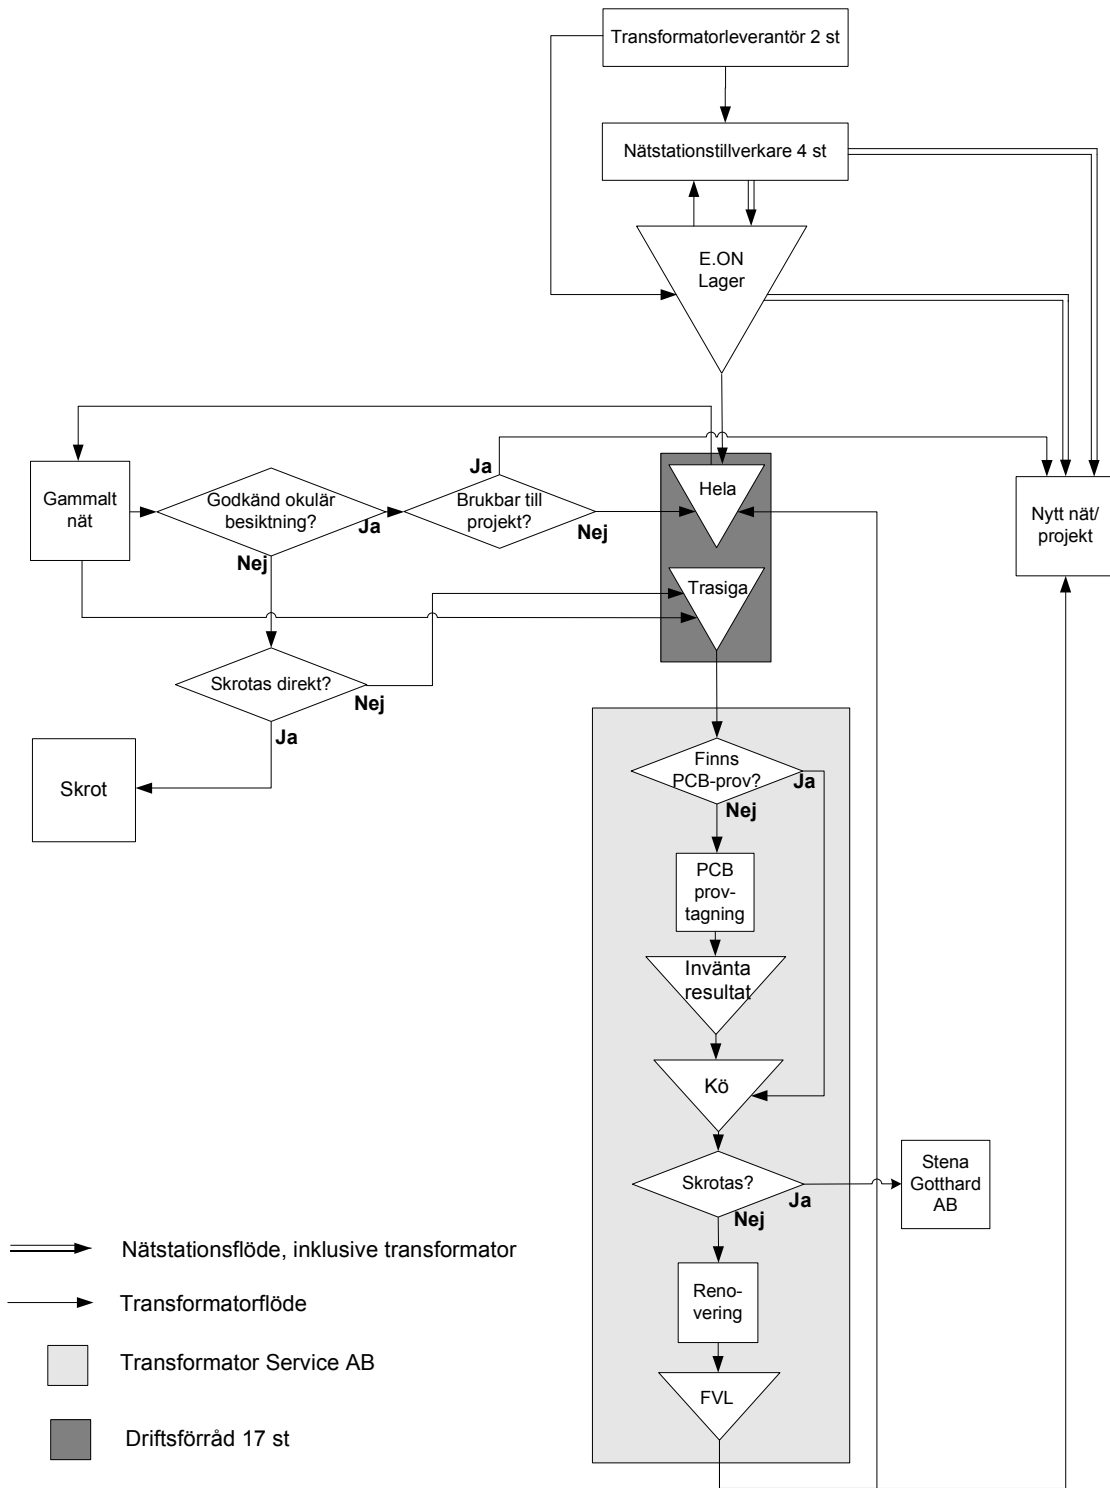 Transformatorleverantör 2 st
Nätstationstillverkare 4 st
E.ON
Lager
Gammalt
nät
Godkänd okulär
besiktning?
Ja
Nej
Ja
Brukbar till
projekt?
Nej
Hela
Trasiga
Nytt nät/
projekt
Skrotas direkt?
Nej
Ja
Skrot
Finns
PCB-prov?
Ja
Nej
PCB
prov-
tagning
Invänta
resultat
Kö
Skrotas?
Ja
Nej
Stena
Gotthard
AB
Reno-
vering
FVL
Nätstationsflöde, inklusive transformator
Transformatorflöde
Transformator Service AB
Driftsförråd 17 st